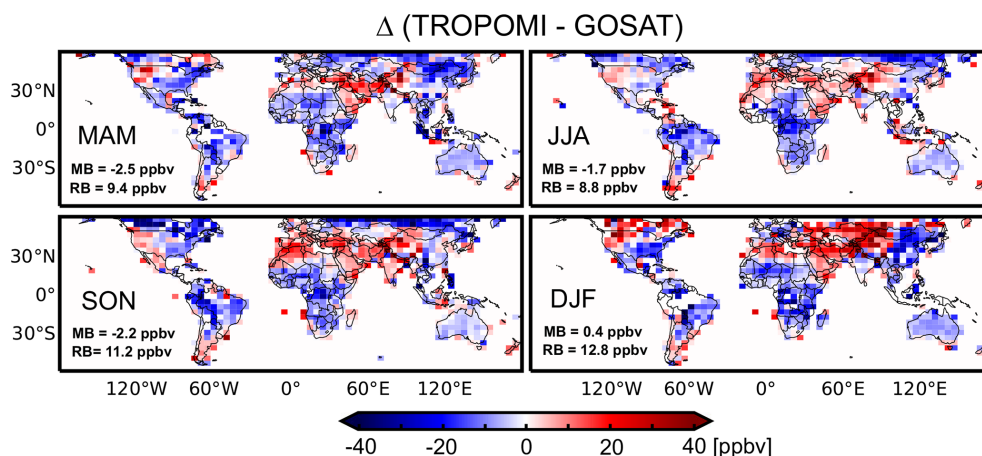 Δ (TROPOMI - GOSAT)
30°N
0°
30°S
MAM
MB = -2.5 ppbv
RB = 9.4 ppbv
JJA
MB = -1.7 ppbv
RB = 8.8 ppbv
30°N
0°
30°S
SON
MB = -2.2 ppbv
RB= 11.2 ppbv
DJF
MB = 0.4 ppbv
RB = 12.8 ppbv
120°W 60°W 0° 60°E 120°E 120°W 60°W 0° 60°E 120°E
-40 -20 0 20 40 [ppbv]